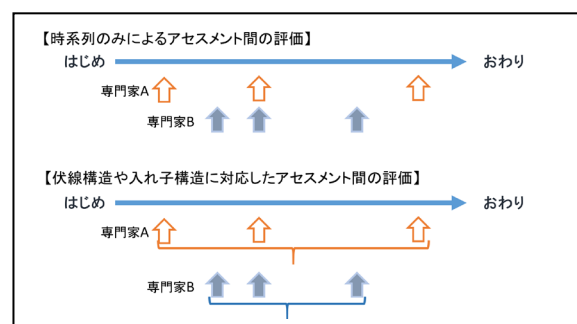 【時系列のみによるアセスメント間の評価】
はじめ おわり
専門家A
専門家B
【伏線構造や入れ子構造に対応したアセスメント間の評価】
はじめ おわり
専門家A
専門家B